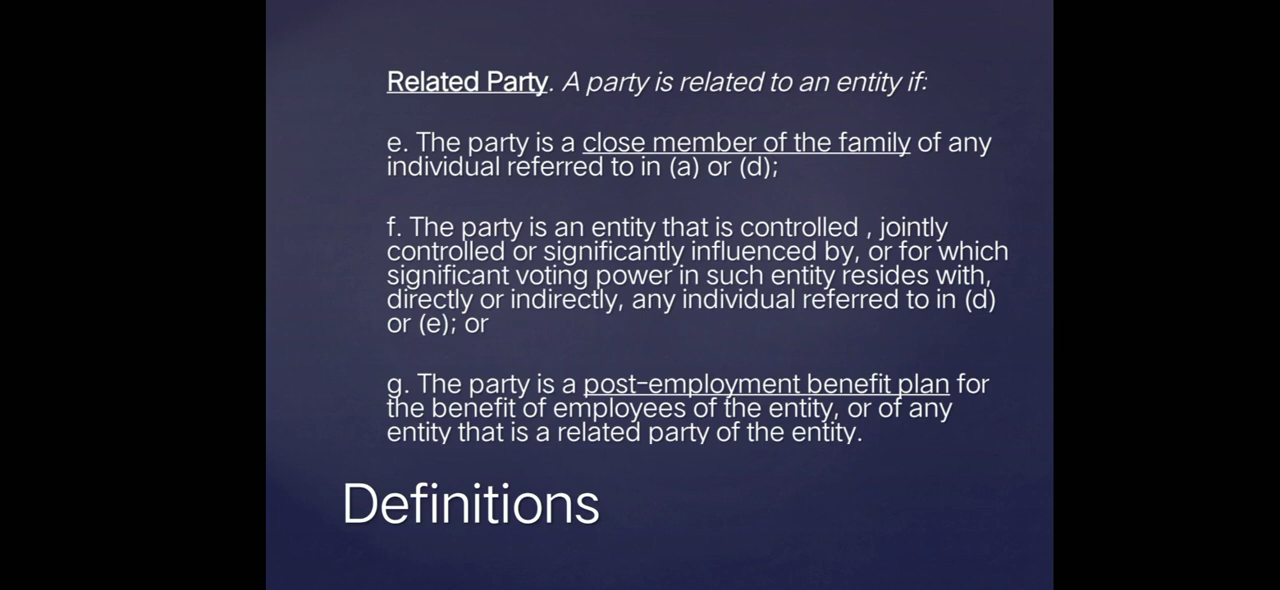 Related Party. A party is related to an entity if:
e. The party is a close member of the family of any
individual referred to in (a) or (d);
f. The party is an entity that is controlled , jointly
controlled or significantly influenced by, or for which
significant voting power in such entity resides with,
directly or indirectly, any individual referred to in (d)
or (e); or
g. The party is a post-employment benefit plan for
the benefit of employees of the entity, or of any
entity that is a related party of the entity.
Definitions